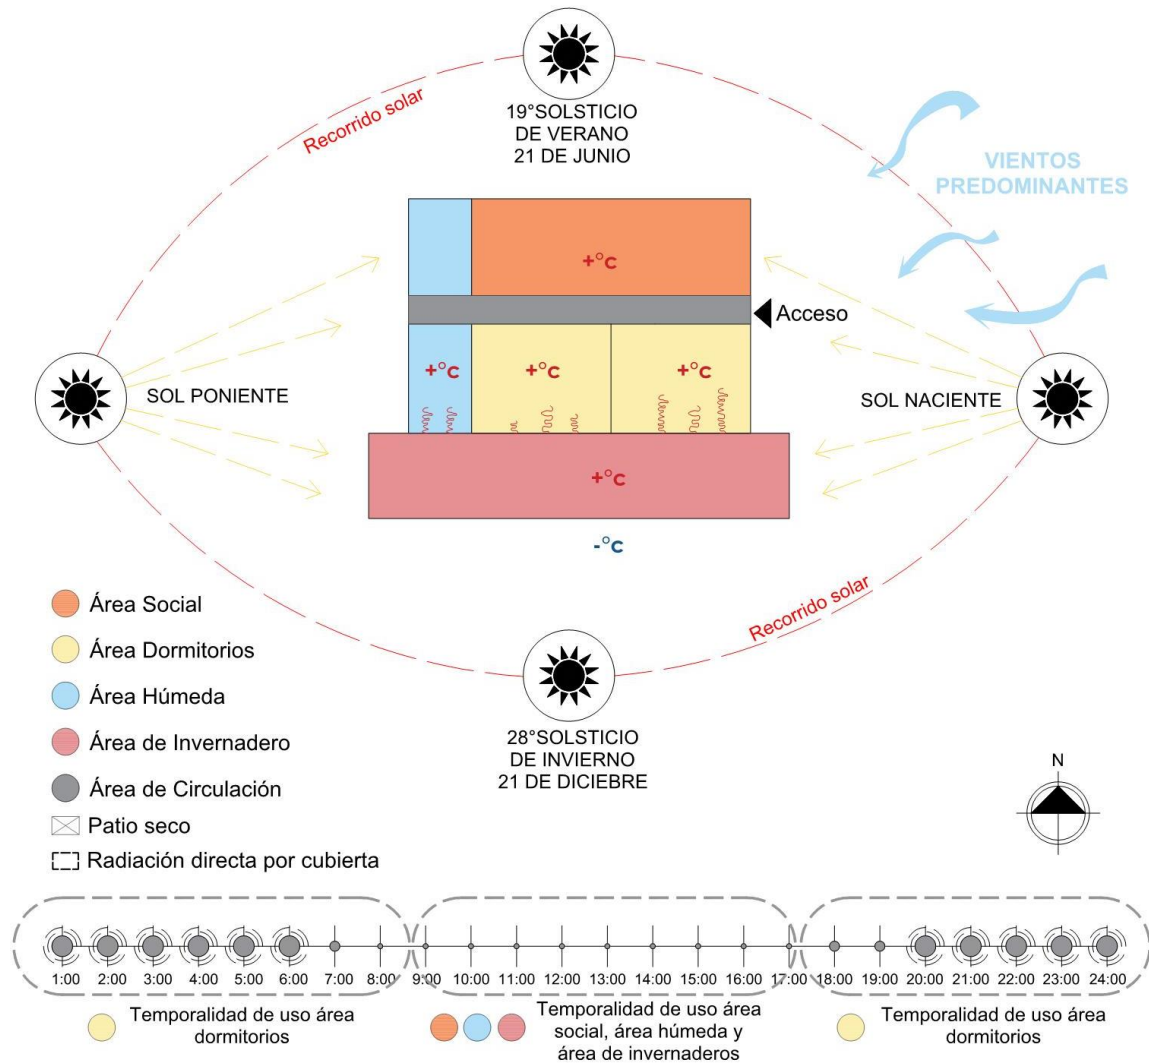 19°SOLSTICIO
DE VERANO
21 DE JUNIO
Recorrido solar
VIENTOS
PREDOMINANTES
+°c
Acceso
+°c
+°c
+°c
SOL PONIENTE
SOL NACIENTE
+°c
-°c
Recorrido solar
Área Social
Área Dormitorios
Área Húmeda
Área de Invernadero
Área de Circulación
Patio seco
Radiación directa por cubierta
28°SOLSTICIO
DE INVIERNO
21 DE DICIEBRE
N
1:00 2:00 3:00 4:00 5:00 6:00 7:00 8:00 9:00 10:00 11:00 12:00 13:00 14:00 15:00 16:00 17:00 18:00 19:00 20:00 21:00 22:00 23:00 24:00
Temporalidad de uso área
dormitorios
Temporalidad de uso área
social, área húmeda y
área de invernaderos
Temporalidad de uso área
dormitorios